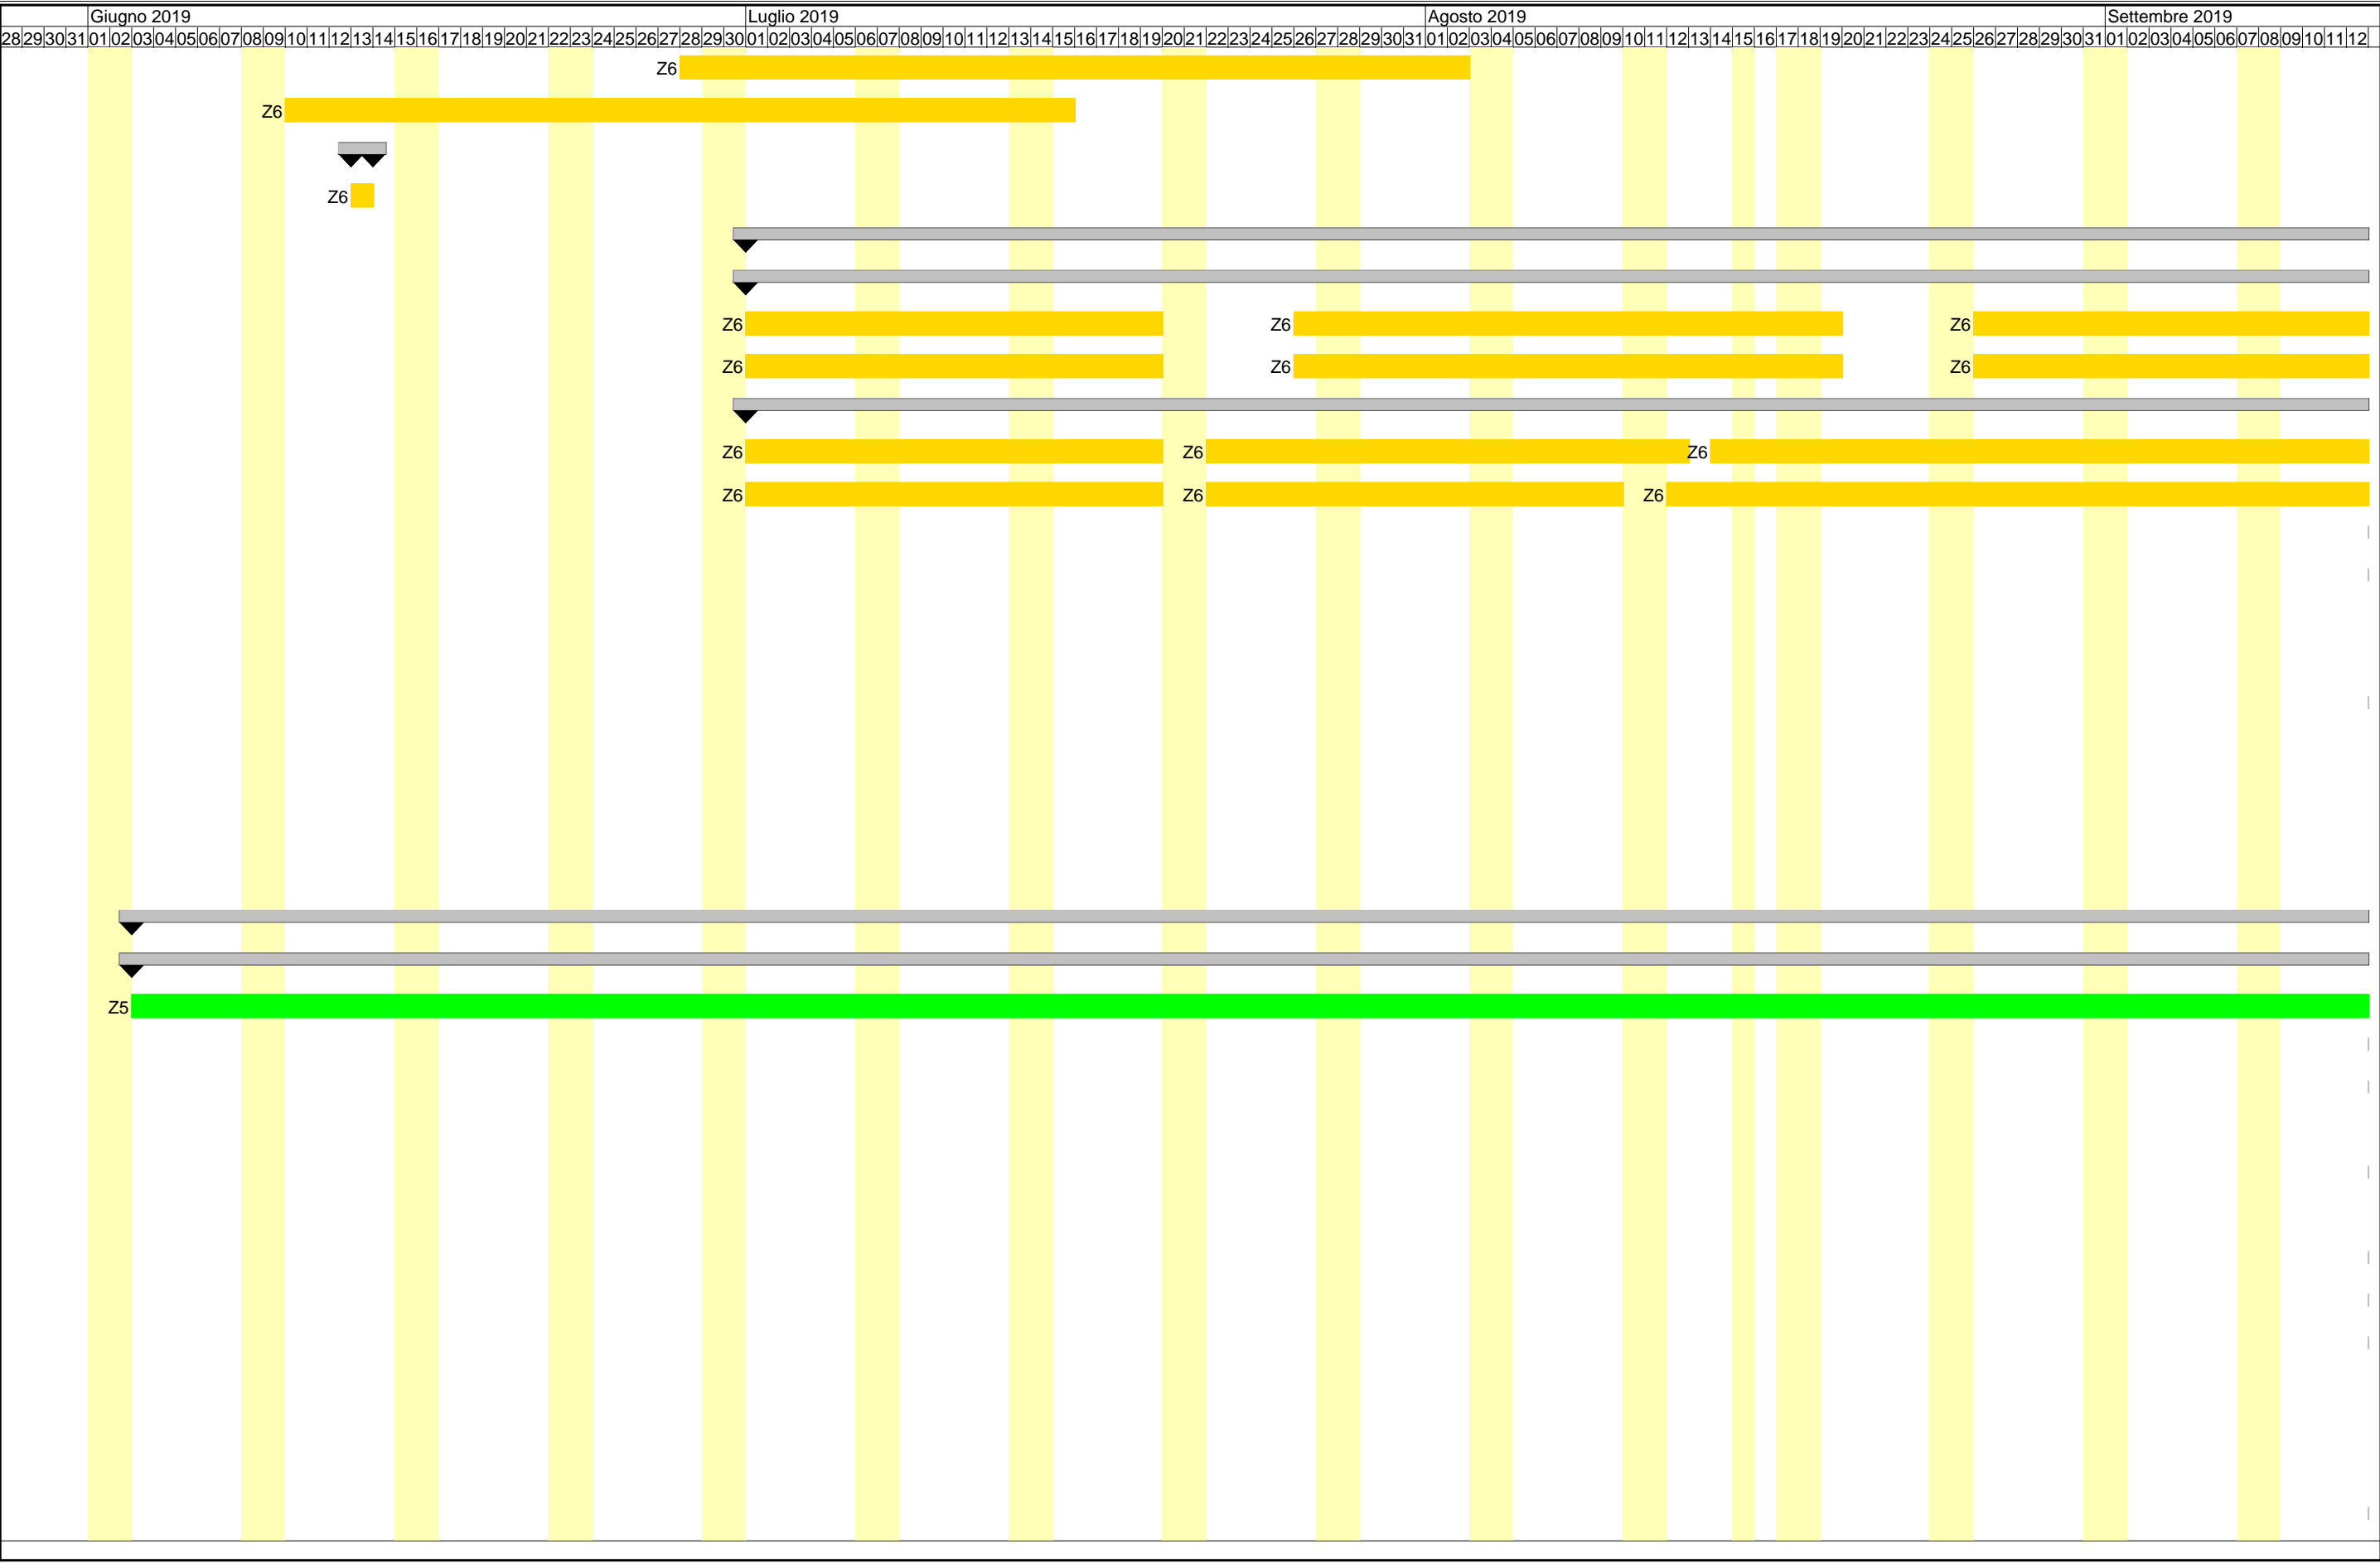 Giugno 2019 Luglio 2019 Agosto 2019 Settembre 2019
28 29 30 31 01 02 03 04 05 06 07 08 09 10 11 12 13 14 15 16 17 18 19 20 21 22 23 24 25 26 27 28 29 30 01 02 03 04 05 06 07 08 09 10 11 12 13 14 15 16 17 18 19 20 21 22 23 24 25 26 27 28 29 30 31 01 02 03 04 05 06 07 08 09 10 11 12 13 14 15 16 17 18 19 20 21 22 23 24 25 26 27 28 29 30 31 01 02 03 04 05 06 07 08 09 10 11 12
Z6
Z6
Z6
Z6 Z6 Z6
Z6 Z6 Z6
Z6 Z6 Z6
Z6 Z6 Z6
Z5